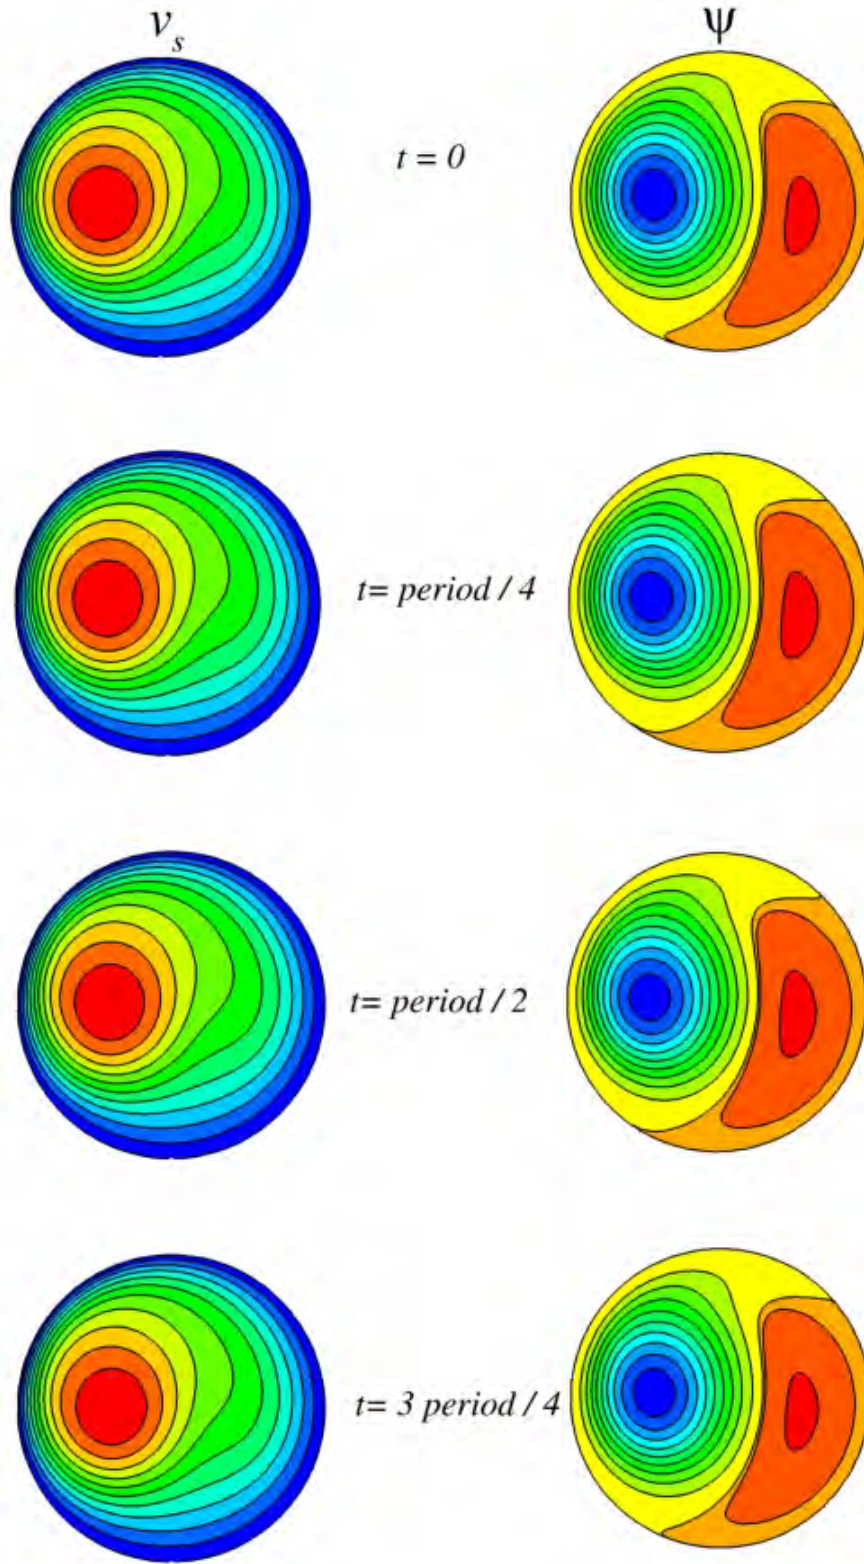 v_s ψ
t = 0
t= period / 4
t= period / 2
t= 3 period / 4